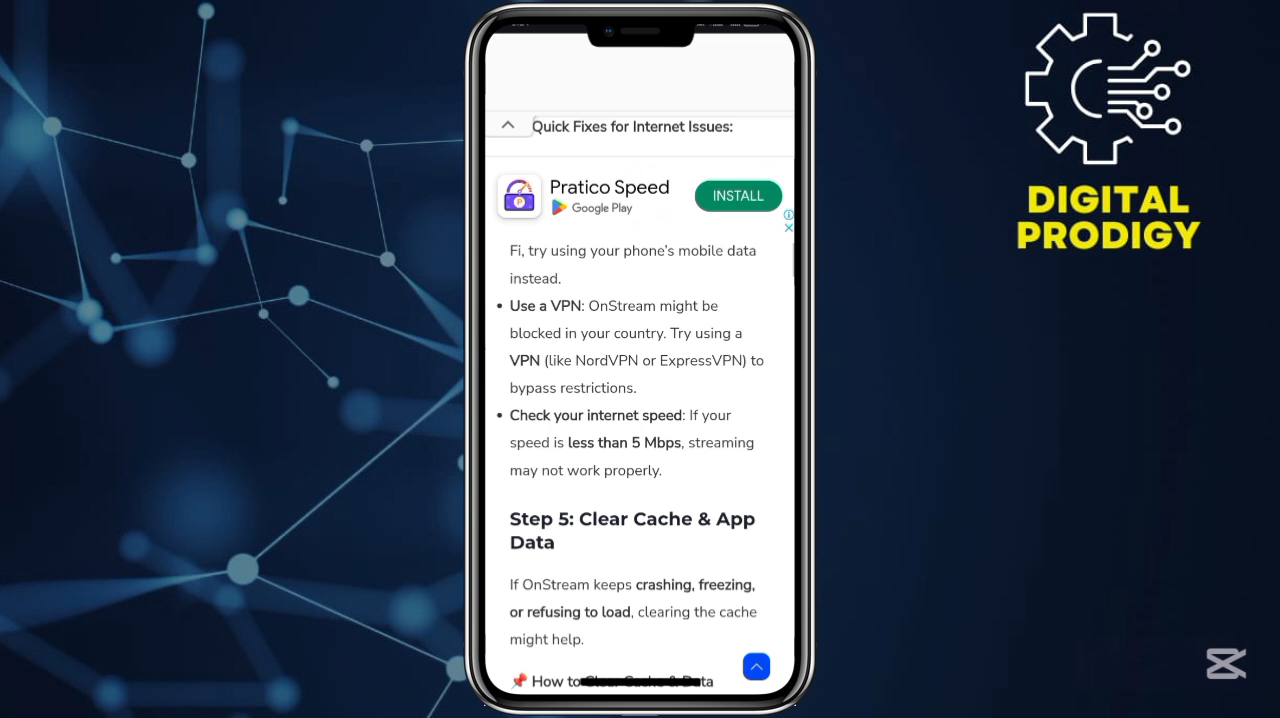 Quick Fixes for Internet Issues:
Pratico Speed
Google Play
INSTALL
Fi, try using your phone's mobile data
instead.
• Use a VPN: OnStream might be
blocked in your country. Try using a
VPN (like NordVPN or ExpressVPN) to
bypass restrictions.
• Check your internet speed: If your
speed is less than 5 Mbps, streaming
may not work properly.
Step 5: Clear Cache & App
Data
If OnStream keeps crashing, freezing,
or refusing to load, clearing the cache
might help.
📌 How to Clear Cache & Data
DIGITAL
PRODIGY